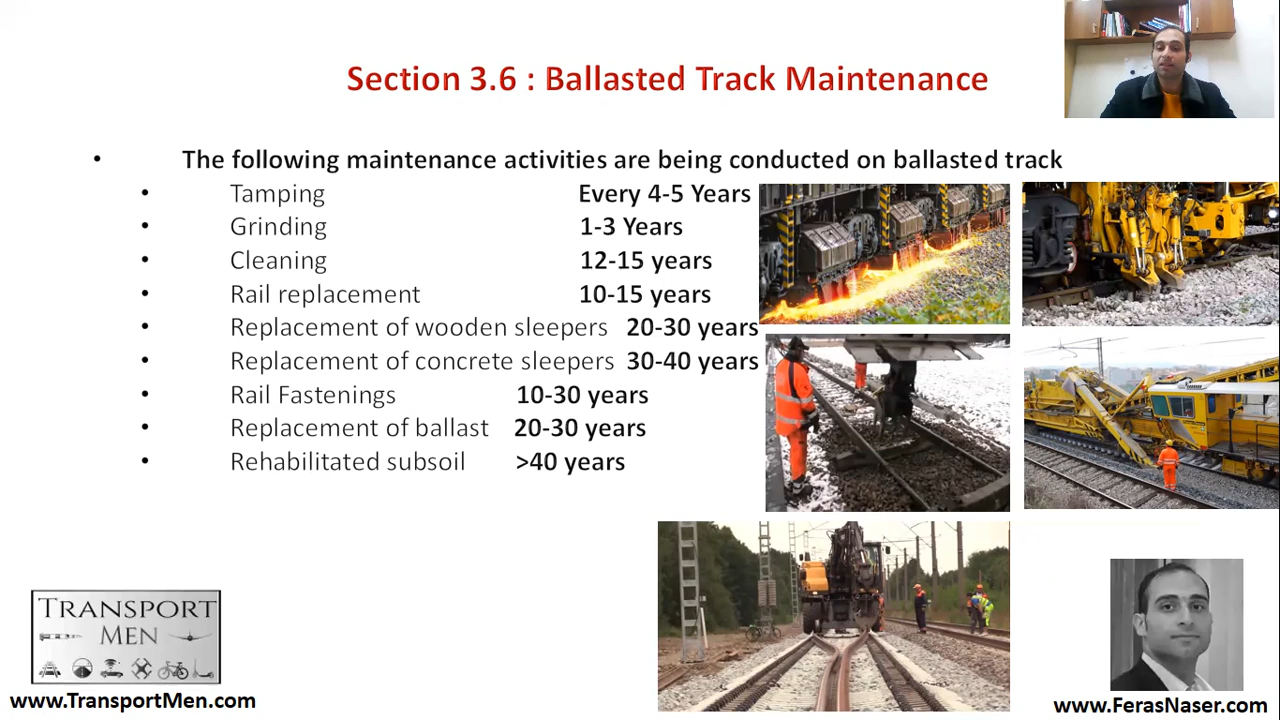 Section 3.6 : Ballasted Track Maintenance
• The following maintenance activities are being conducted on ballasted track
• Tamping Every 4-5 Years
• Grinding 1-3 Years
• Cleaning 12-15 years
• Rail replacement 10-15 years
• Replacement of wooden sleepers 20-30 years
• Replacement of concrete sleepers 30-40 years
• Rail Fastenings 10-30 years
• Replacement of ballast 20-30 years
• Rehabilitated subsoil >40 years
TRANSPORT
MEN
www.TransportMen.com
www.FerasNaser.com